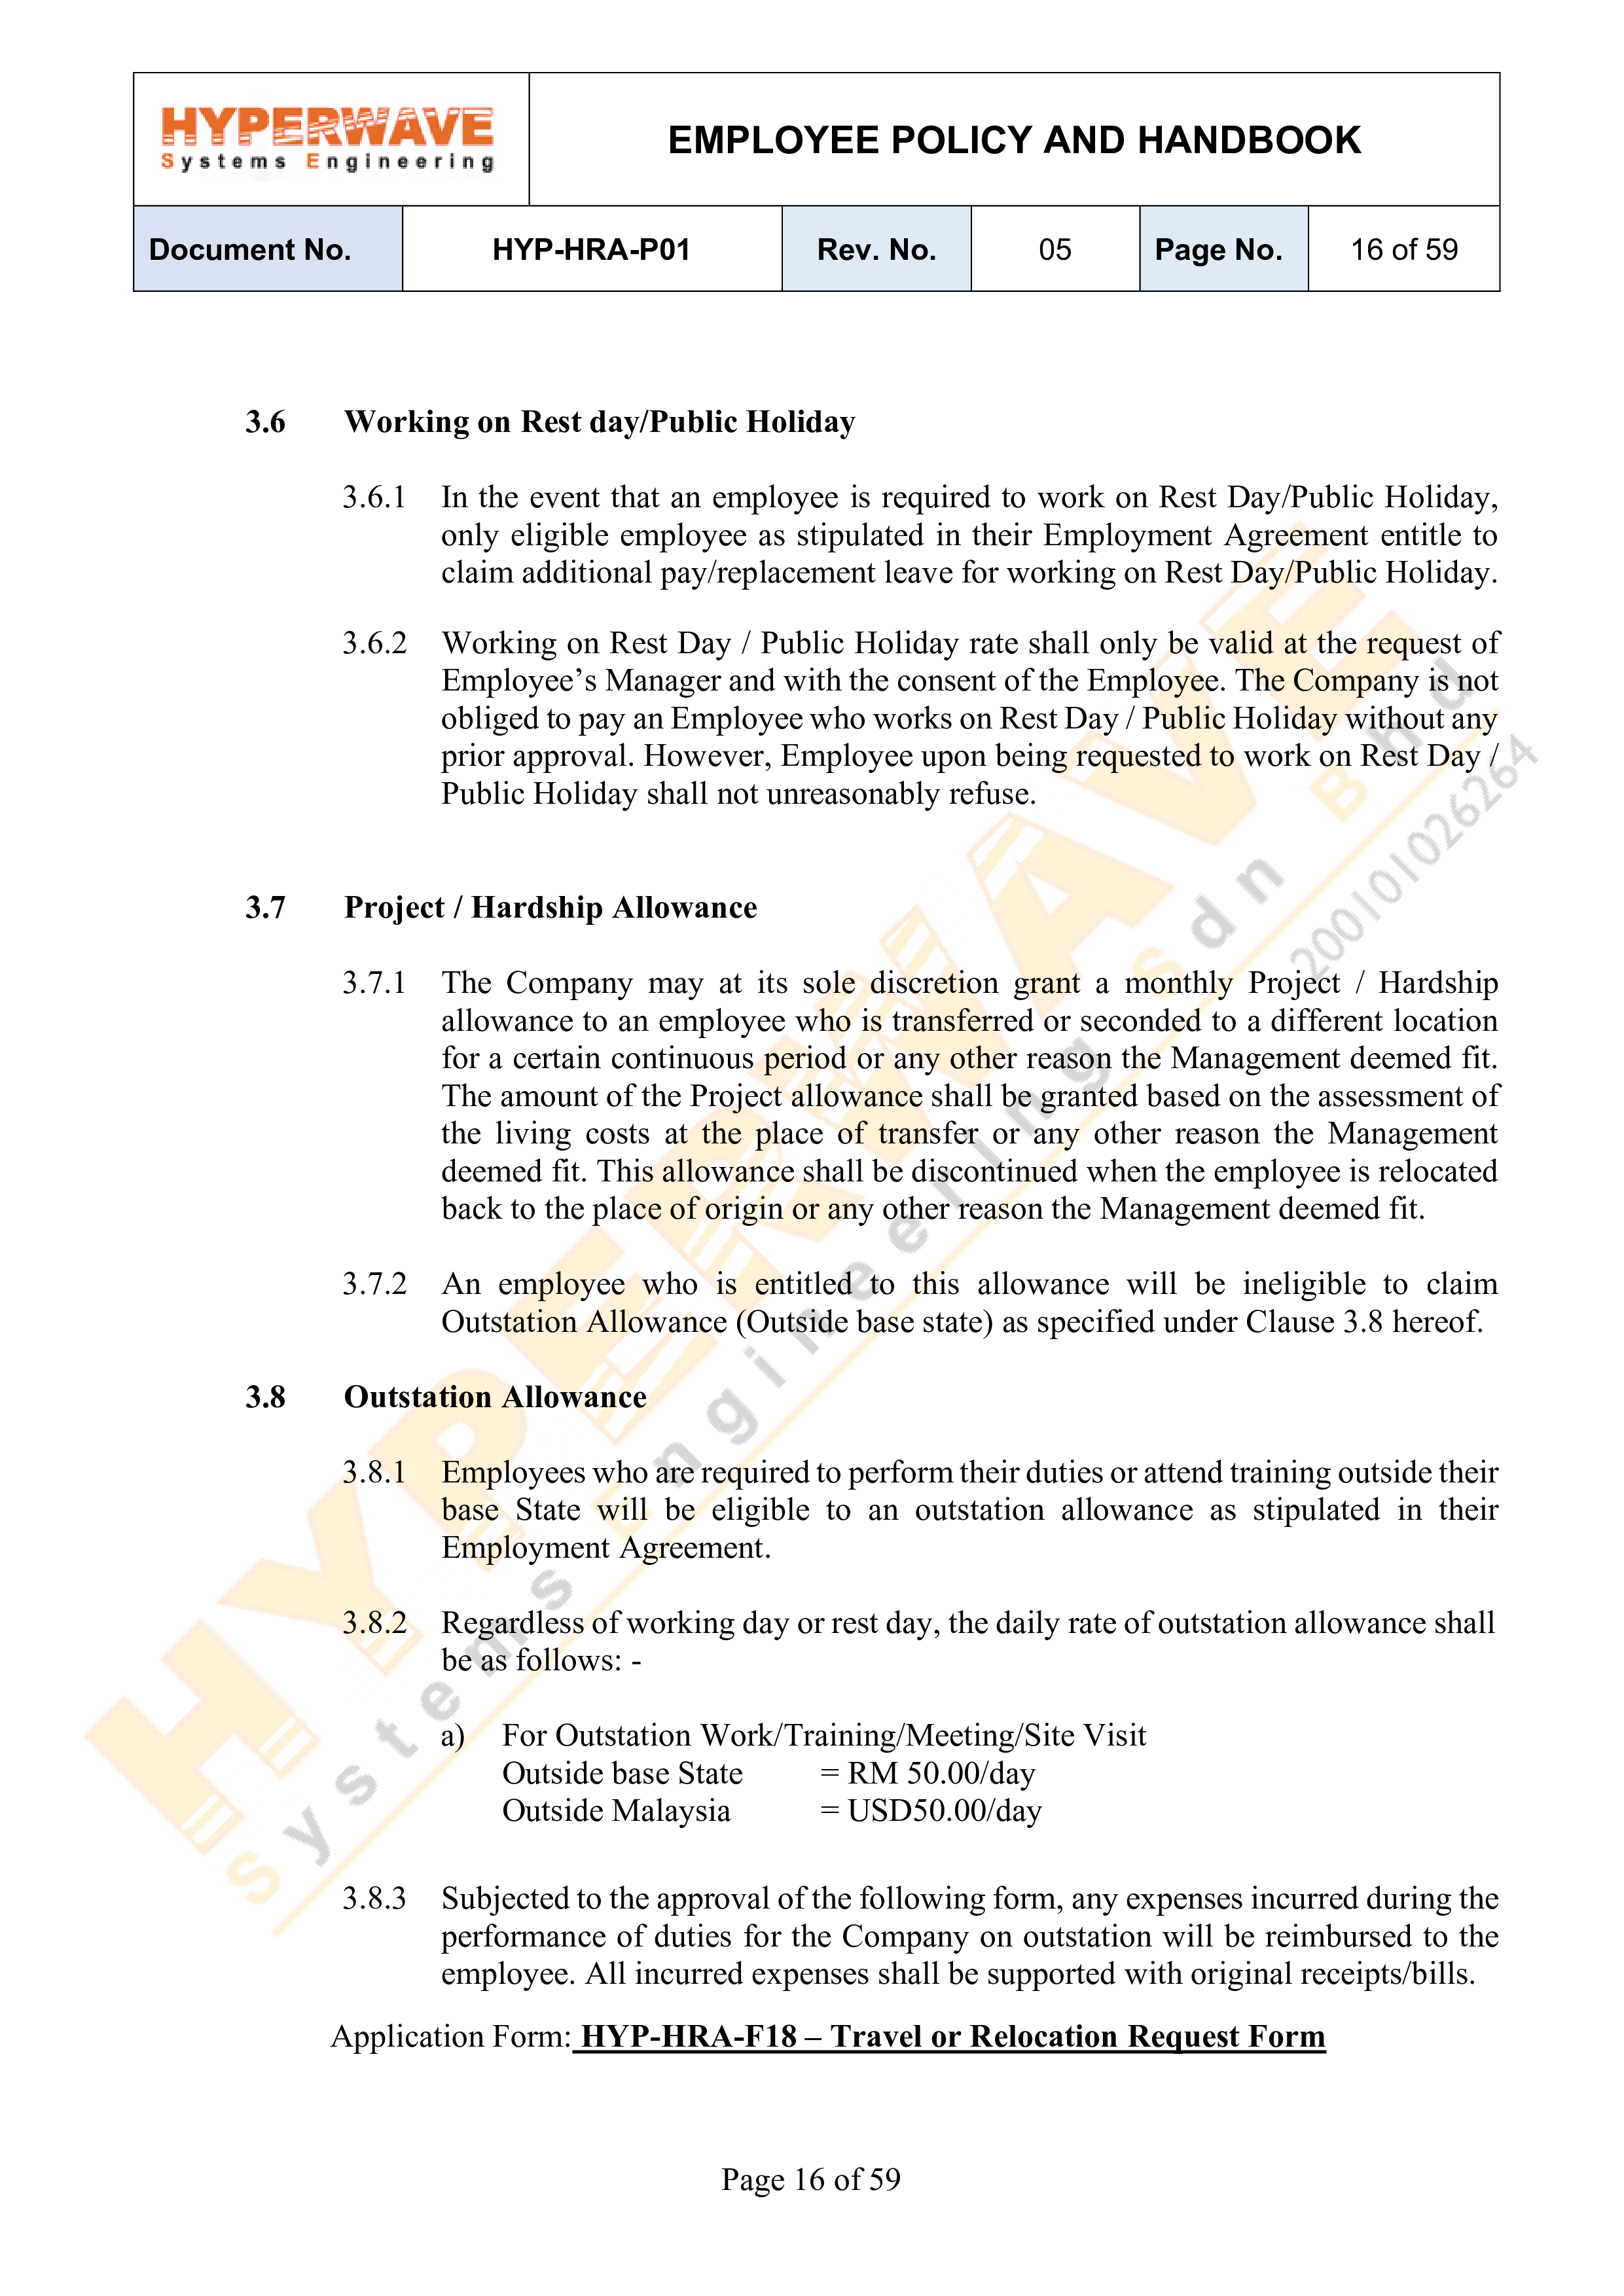 HYPERWAVE
Systems Engineering
EMPLOYEE POLICY AND HANDBOOK
Document No. HYP-HRA-P01 Rev. No. 05 Page No. 16 of 59
3.6 Working on Rest day/Public Holiday
3.6.1 In the event that an employee is required to work on Rest Day/Public Holiday,
only eligible employee as stipulated in their Employment Agreement entitle to
claim additional pay/replacement leave for working on Rest Day/Public Holiday.
3.6.2 Working on Rest Day / Public Holiday rate shall only be valid at the request of
Employee’s Manager and with the consent of the Employee. The Company is not
obliged to pay an Employee who works on Rest Day / Public Holiday without any
prior approval. However, Employee upon being requested to work on Rest Day /
Public Holiday shall not unreasonably refuse.
3.7 Project / Hardship Allowance
3.7.1 The Company may at its sole discretion grant a monthly Project / Hardship
allowance to an employee who is transferred or seconded to a different location
for a certain continuous period or any other reason the Management deemed fit.
The amount of the Project allowance shall be granted based on the assessment of
the living costs at the place of transfer or any other reason the Management
deemed fit. This allowance shall be discontinued when the employee is relocated
back to the place of origin or any other reason the Management deemed fit.
3.7.2 An employee who is entitled to this allowance will be ineligible to claim
Outstation Allowance (Outside base state) as specified under Clause 3.8 hereof.
3.8 Outstation Allowance
3.8.1 Employees who are required to perform their duties or attend training outside their
base State will be eligible to an outstation allowance as stipulated in their
Employment Agreement.
3.8.2 Regardless of working day or rest day, the daily rate of outstation allowance shall
be as follows: -
a) For Outstation Work/Training/Meeting/Site Visit
Outside base State = RM 50.00/day
Outside Malaysia = USD50.00/day
3.8.3 Subjected to the approval of the following form, any expenses incurred during the
performance of duties for the Company on outstation will be reimbursed to the
employee. All incurred expenses shall be supported with original receipts/bills.
Application Form: HYP-HRA-F18 – Travel or Relocation Request Form
Page 16 of 59
HYPERWAVE
Systems Engineering Sdn Bhd
200101026264